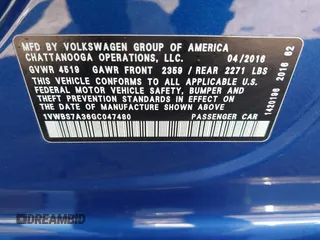 MFD BY VOLKSWAGEN GROUP OF AMERICA
CHATTANOOGA OPERATIONS, LLC. 04/2016
GVWR 4519 GAWR FRONT 2359 / REAR 2271 LBS
THIS VEHICLE CONFORMS TO ALL APPLICABLE U.S.
FEDERAL MOTOR VEHICLE SAFETY, BUMPER AND
THEFT PREVENTION STANDARDS IN EFFECT ON THE
DATE OF MANUFACTURE SHOWN ABOVE.
1VWBS7A36GC047480 PASSENGER CAR
1420196 2016 62
DREAMBID